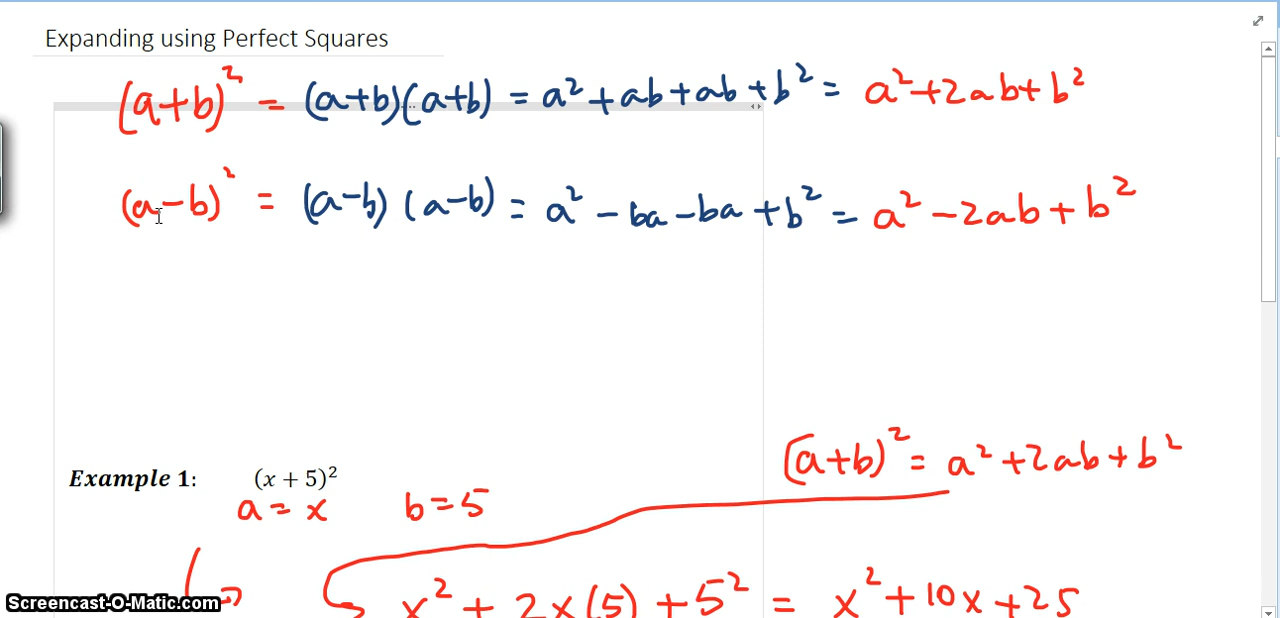 Expanding using Perfect Squares
(a+b)² = (a+b)(a+b) = a² + ab + ab + b² = a²+2ab+b²
(a-b)² = (a-b)(a-b) = a² - ba - ba + b² = a² - 2ab + b²
(a+b)² = a² + 2ab + b²
Example 1: (x + 5)²
a = x b = 5
x² + 2x(5) + 5² = x² + 10x + 25
Screencast-O-Matic.com